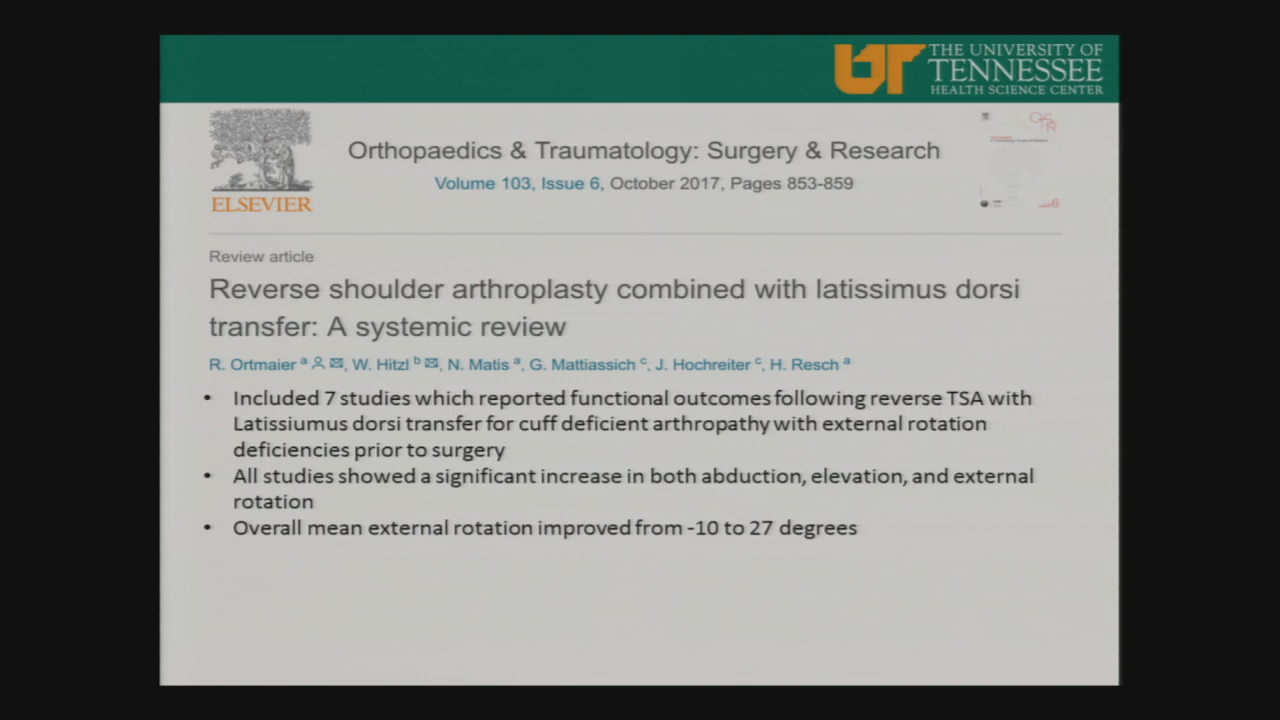 UT THE UNIVERSITY OF
TENNESSEE
HEALTH SCIENCE CENTER
ELSEVIER
Orthopaedics & Traumatology: Surgery & Research
Volume 103, Issue 6, October 2017, Pages 853-859
Review article
Reverse shoulder arthroplasty combined with latissimus dorsi
transfer: A systemic review
R. Ortmaier a, W. Hitzl b, N. Matis a, G. Mattiassich c, J. Hochreiter c, H. Resch a
• Included 7 studies which reported functional outcomes following reverse TSA with
Latissiumus dorsi transfer for cuff deficient arthropathy with external rotation
deficiencies prior to surgery
• All studies showed a significant increase in both abduction, elevation, and external
rotation
• Overall mean external rotation improved from -10 to 27 degrees